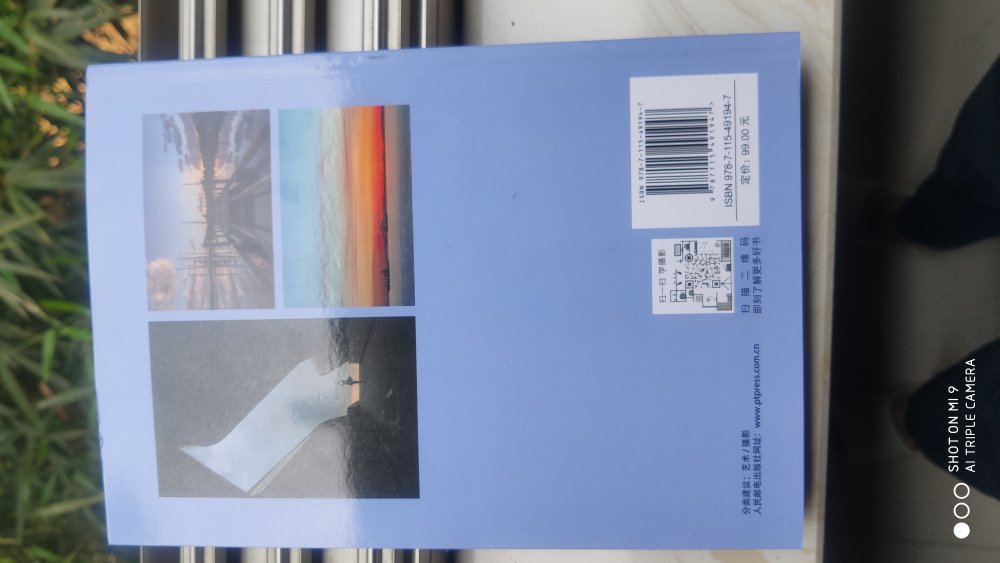 分类建议：艺术/摄影
人民邮电出版社网址：www.ptpress.com.cn
扫一扫 学摄影
扫描二维码
即刻了解更多好书
ISBN 978-7-115-49194-7
9 787115 491947 >
ISBN 978-7-115-49194-7
定价：99.00 元
SHOT ON MI 9
AI TRIPLE CAMERA